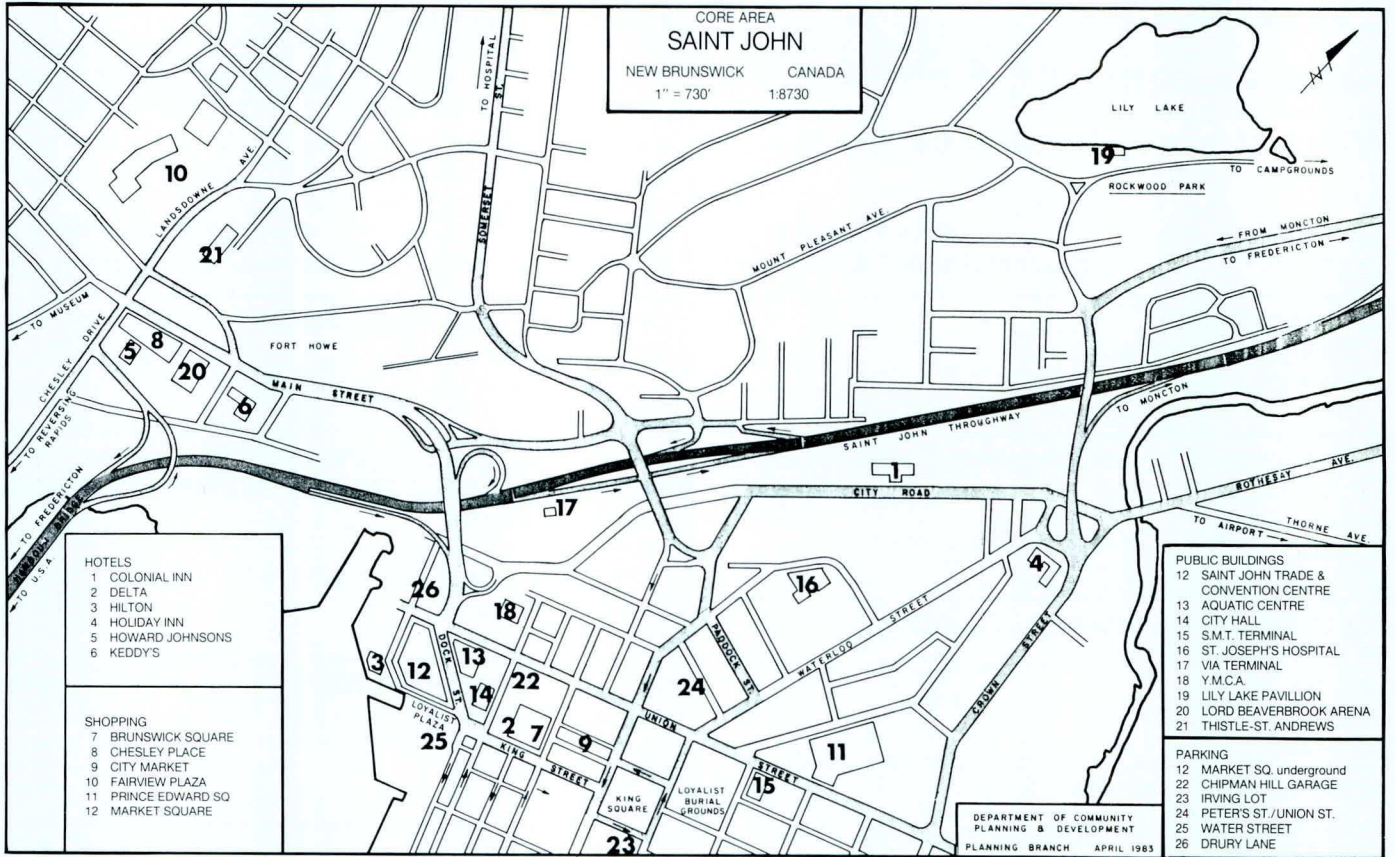 CORE AREA
SAINT JOHN
NEW BRUNSWICK CANADA
1" = 730' 1:8730
N
LILY LAKE
19
TO CAMPGROUNDS
ROCKWOOD PARK
FROM MONCTON
TO FREDERICTON
TO HOSPITAL
ST.
SOMERSET
MOUNT PLEASANT AVE.
10
LANDSDOWNE AVE.
21
TO MUSEUM
CHESLEY DRIVE
TO REVERSING
RAPIDS
8
5
20
6
FORT HOWE
MAIN STREET
TO FREDERICTON
TO U.S.A.
SAINT JOHN THROUGHWAY
TO MONCTON
1
CITY ROAD
17
ROTHESAY AVE.
TO AIRPORT
THORNE AVE.
4
16
WATERLOO STREET
CROWN STREET
PADDOCK ST.
26
18
DOCK ST.
3
12
13
14
22
24
UNION
STREET
LOYALIST
PLAZA
25
2
7
9
KING
STREET
11
15
KING
SQUARE
LOYALIST
BURIAL
GROUNDS
23
HOTELS
1 COLONIAL INN
2 DELTA
3 HILTON
4 HOLIDAY INN
5 HOWARD JOHNSONS
6 KEDDY'S
SHOPPING
7 BRUNSWICK SQUARE
8 CHESLEY PLACE
9 CITY MARKET
10 FAIRVIEW PLAZA
11 PRINCE EDWARD SQ
12 MARKET SQUARE
PUBLIC BUILDINGS
12 SAINT JOHN TRADE &
CONVENTION CENTRE
13 AQUATIC CENTRE
14 CITY HALL
15 S.M.T. TERMINAL
16 ST. JOSEPH'S HOSPITAL
17 VIA TERMINAL
18 Y.M.C.A.
19 LILY LAKE PAVILLION
20 LORD BEAVERBROOK ARENA
21 THISTLE-ST. ANDREWS
PARKING
12 MARKET SQ. underground
22 CHIPMAN HILL GARAGE
23 IRVING LOT
24 PETER'S ST./UNION ST.
25 WATER STREET
26 DRURY LANE
DEPARTMENT OF COMMUNITY
PLANNING & DEVELOPMENT
PLANNING BRANCH APRIL 1983